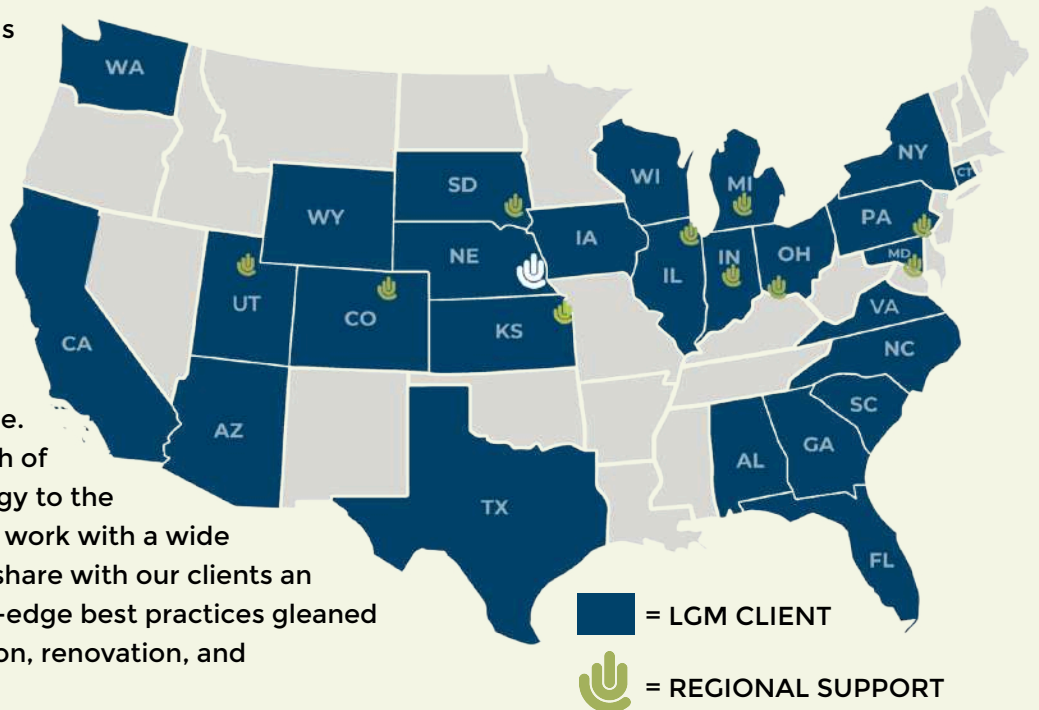 s
WA
NY
CT
WI
MI
SD
PA
WY
IA
OH
MD
NE
IN
IL
UT
VA
CO
KS
CA
NC
SC
e.
AZ
GA
h of
AL
gy to the
TX
work with a wide
FL
share with our clients an
-edge best practices gleaned
= LGM CLIENT
on, renovation, and
= REGIONAL SUPPORT